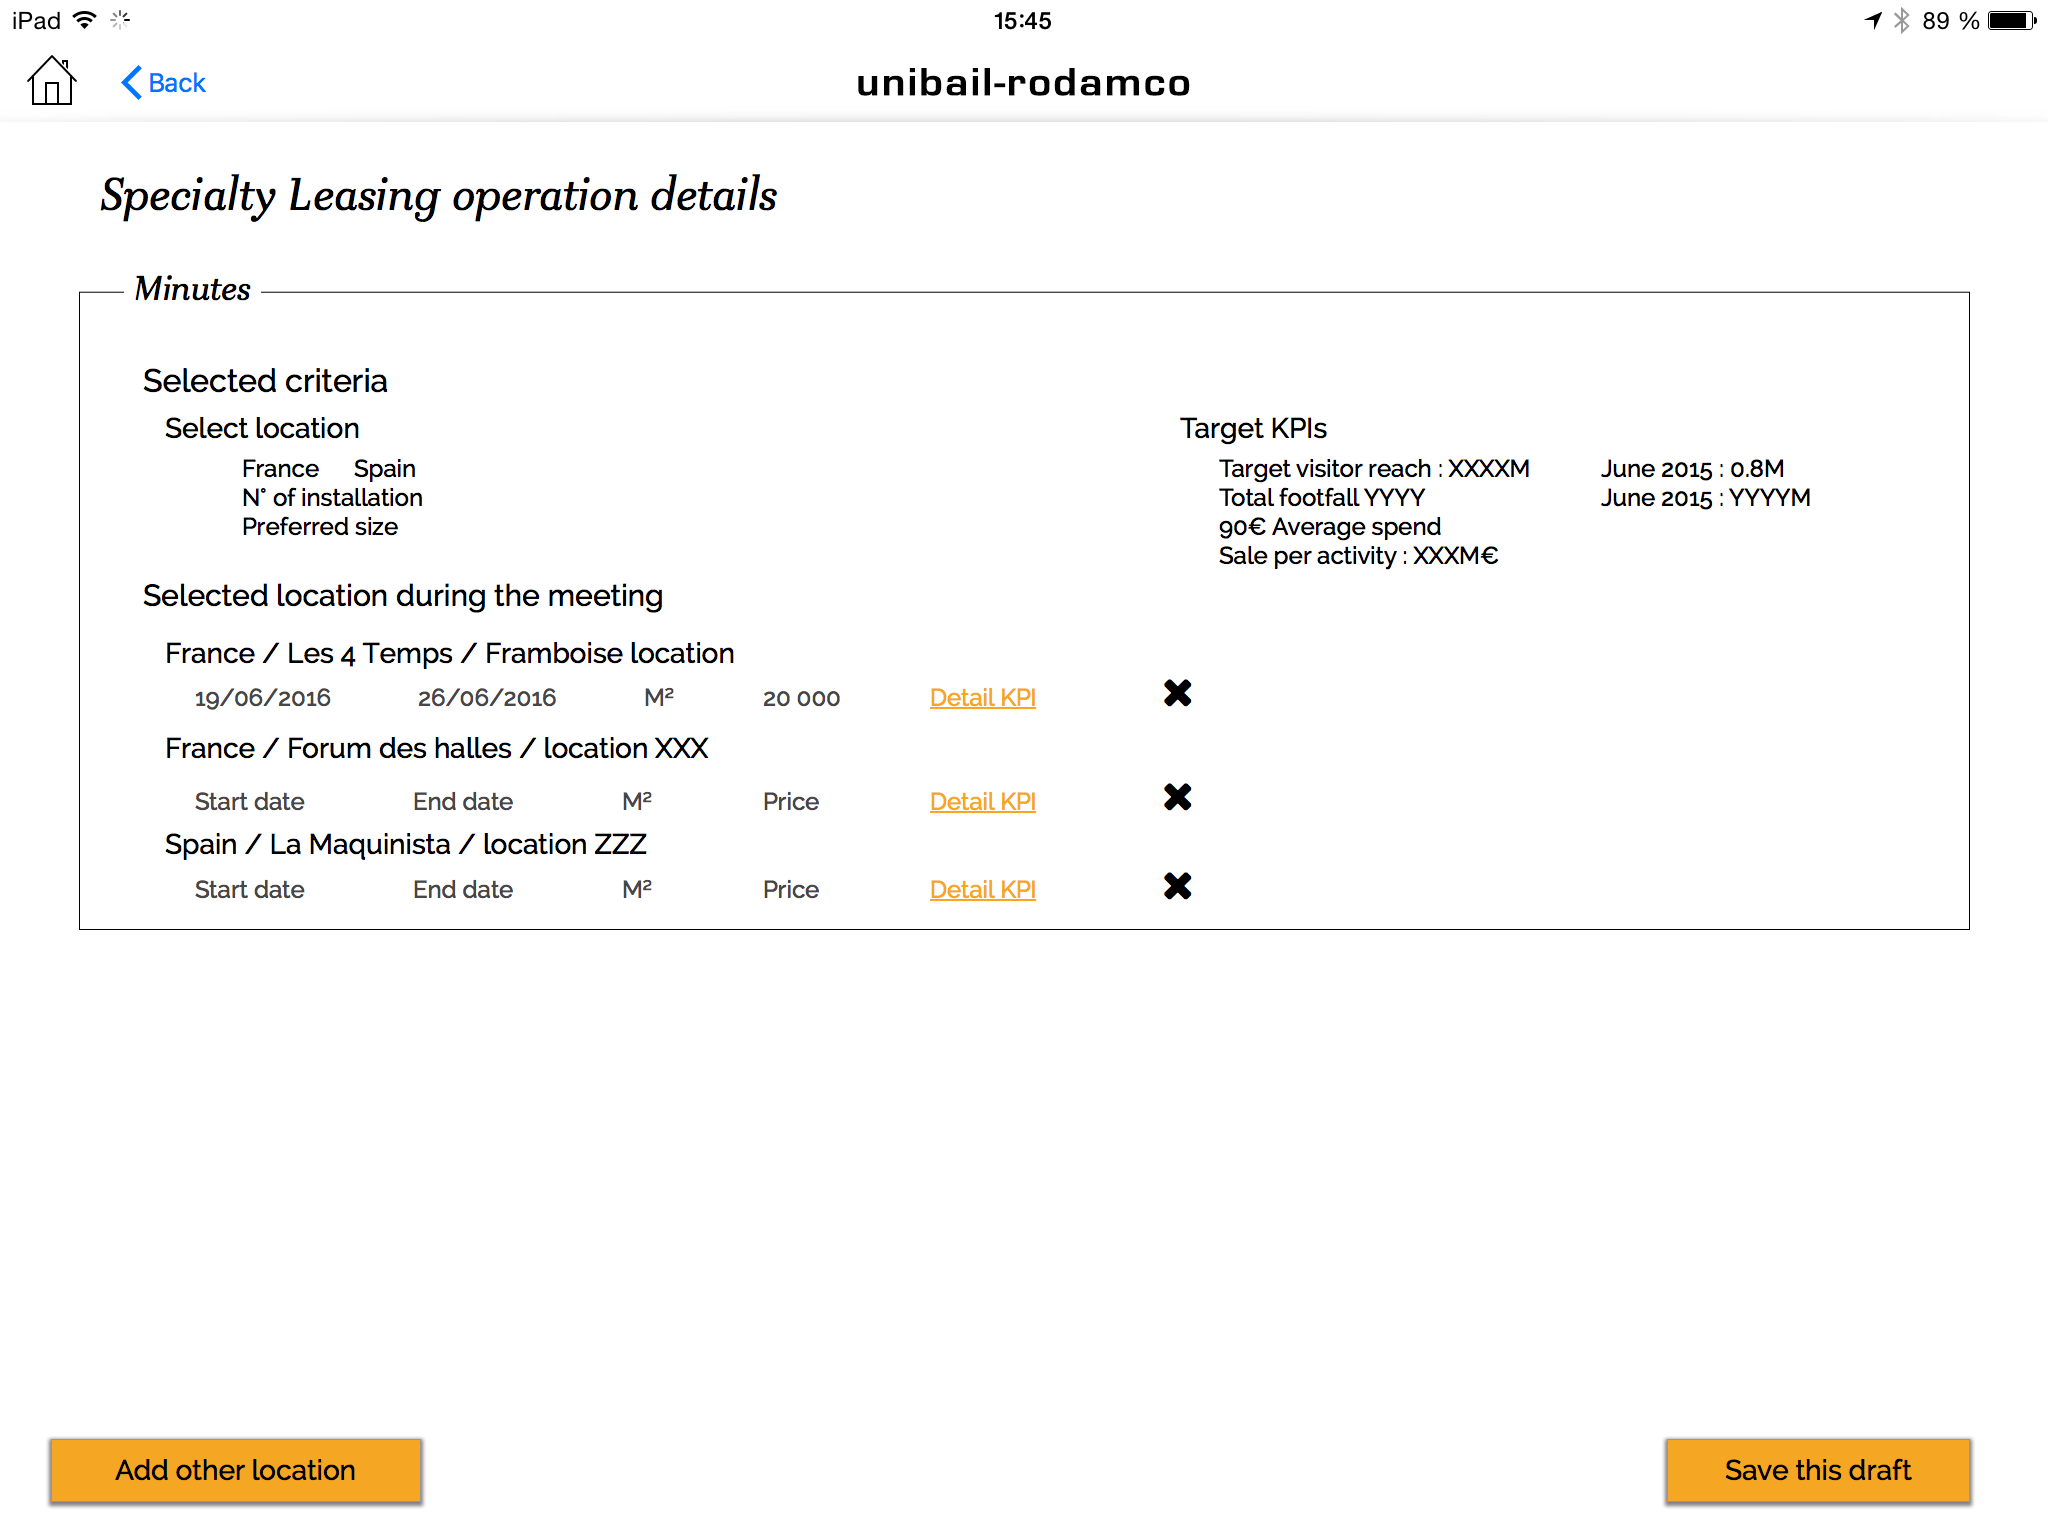 iPad 15:45 89 %
Back unibail-rodamco
Specialty Leasing operation details
Minutes
Selected criteria
Select location
France Spain
N° of installation
Preferred size
Target KPIs
Target visitor reach : XXXXM June 2015 : 0.8M
Total footfall YYYY June 2015 : YYYYM
90€ Average spend
Sale per activity : XXXM€
Selected location during the meeting
France / Les 4 Temps / Framboise location
19/06/2016 26/06/2016 M² 20 000 Detail KPI
France / Forum des halles / location XXX
Start date End date M² Price Detail KPI
Spain / La Maquinista / location ZZZ
Start date End date M² Price Detail KPI
Add other location Save this draft